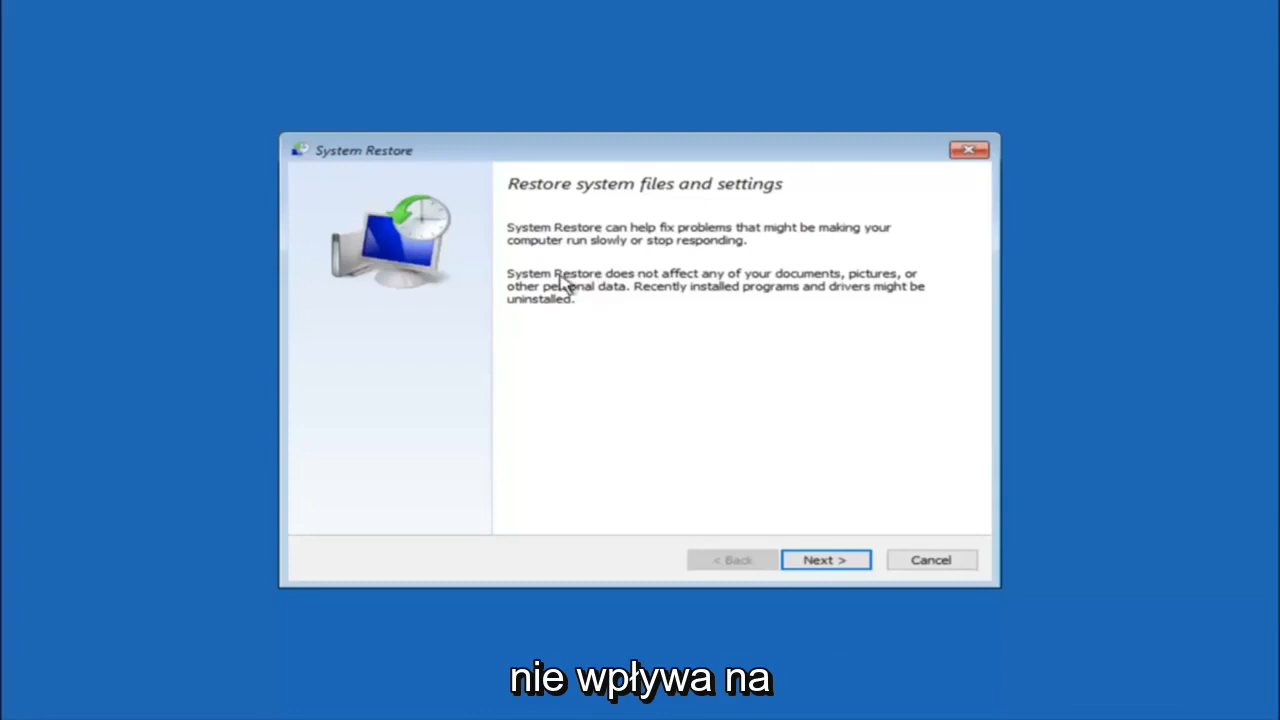 System Restore
Restore system files and settings
System Restore can help fix problems that might be making your
computer run slowly or stop responding.
System Restore does not affect any of your documents, pictures, or
other personal data. Recently installed programs and drivers might be
uninstalled.
< Back
Next >
Cancel
nie wpływa na